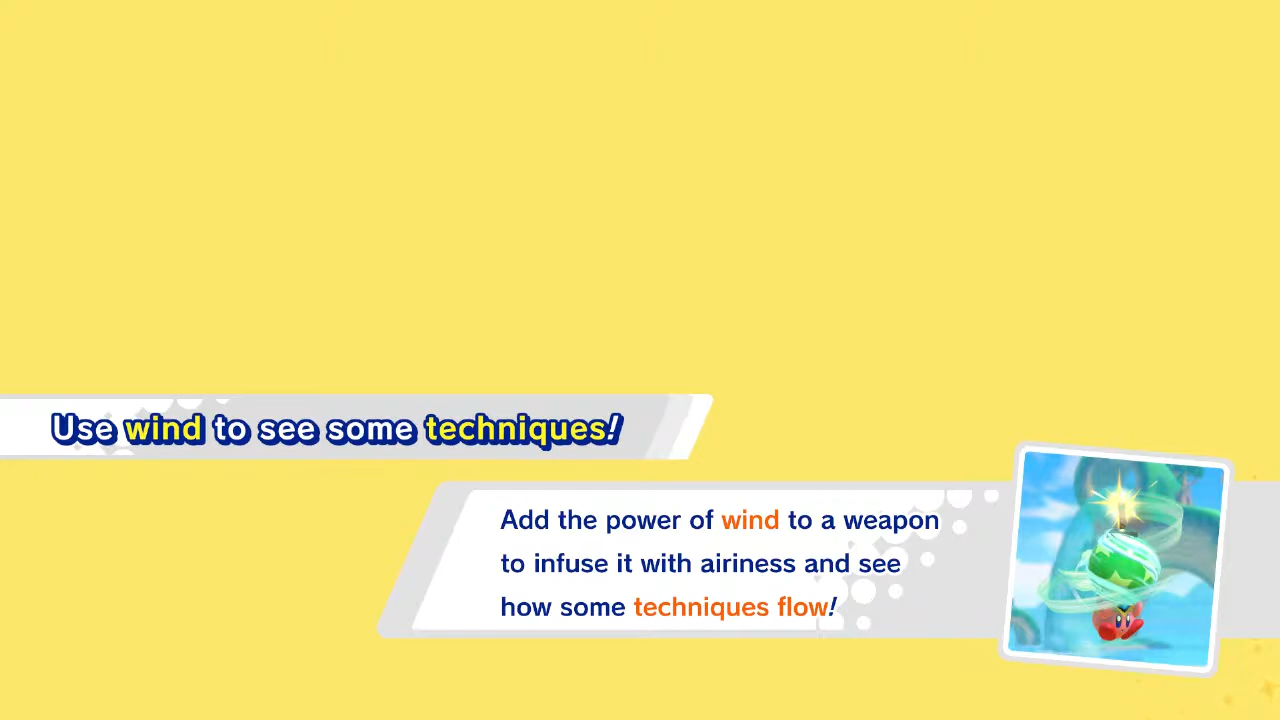 Use wind to see some techniques!
Add the power of wind to a weapon
to infuse it with airiness and see
how some techniques flow!